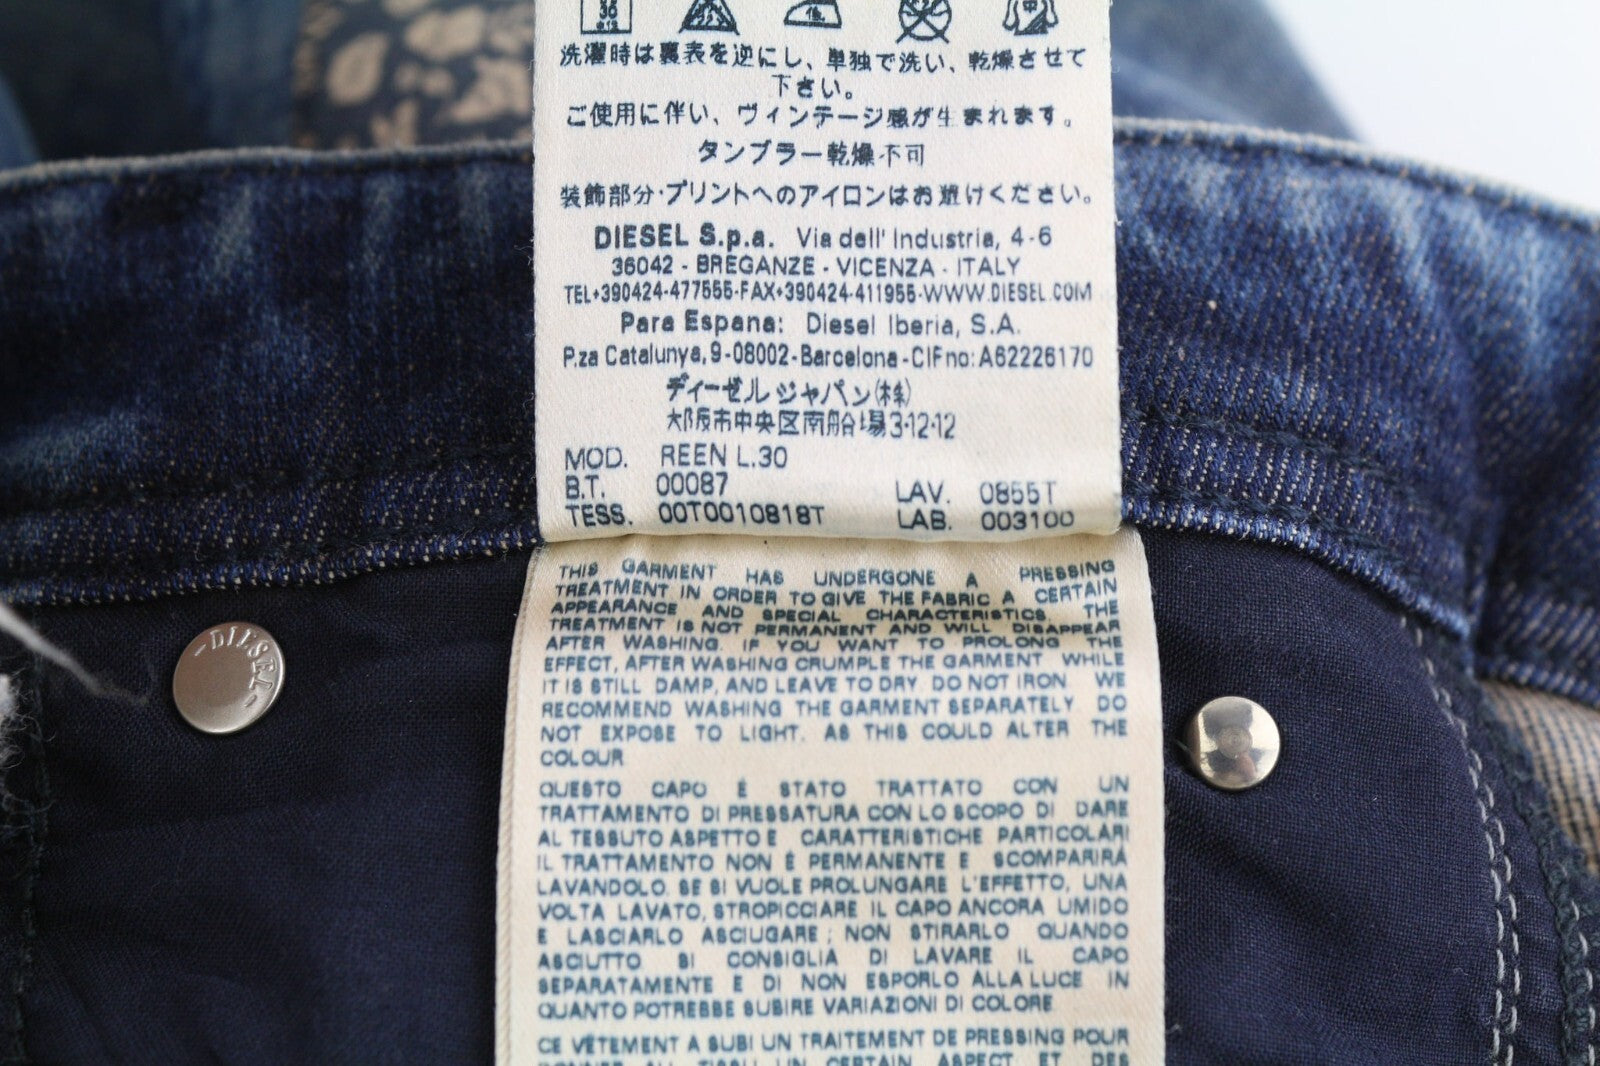 洗濯時は裏表を逆にし、単独で洗い、乾燥させて
下さい。
ご使用に伴い、ヴィンテージ感が生まれます。
タンブラー乾燥不可
装飾部分・プリントへのアイロンはお避けください。
DIESEL S.p.a. Via dell' Industria, 4-6
36042 - BREGANZE - VICENZA - ITALY
TEL+390424-477555-FAX+390424-411955-WWW.DIESEL.COM
Para Espana: Diesel Iberia, S.A.
P.za Catalunya, 9-08002-Barcelona-CIF no: A62226170
ディーゼル ジャパン(株)
大阪市中央区南船場3-12-12
MOD. REEN L.30
B.T. 00087 LAV. 0855T
TESS. 00T0010818T LAB. 003100
-DIESEL-
THIS GARMENT HAS UNDERGONE A PRESSING
TREATMENT IN ORDER TO GIVE THE FABRIC A CERTAIN
APPEARANCE AND SPECIAL CHARACTERISTICS. THE
TREATMENT IS NOT PERMANENT AND WILL DISAPPEAR
AFTER WASHING. IF YOU WANT TO PROLONG THE
EFFECT, AFTER WASHING CRUMPLE THE GARMENT WHILE
IT IS STILL DAMP, AND LEAVE TO DRY. DO NOT IRON. WE
RECOMMEND WASHING THE GARMENT SEPARATELY DO
NOT EXPOSE TO LIGHT. AS THIS COULD ALTER THE
COLOUR
QUESTO CAPO É STATO TRATTATO CON UN
TRATTAMENTO DI PRESSATURA CON LO SCOPO DI DARE
AL TESSUTO ASPETTO E CARATTERISTICHE PARTICOLARI
IL TRATTAMENTO NON É PERMANENTE E SCOMPARIRÀ
LAVANDOLO. SE SI VUOLE PROLUNGARE L'EFFETTO, UNA
VOLTA LAVATO, STROPICCIARE IL CAPO ANCORA UMIDO
E LASCIARLO ASCIUGARE; NON STIRARLO QUANDO
ASCIUTTO SI CONSIGLIA DI LAVARE IL CAPO
SEPARATAMENTE E DI NON ESPORLO ALLA LUCE IN
QUANTO POTREBBE SUBIRE VARIAZIONI DI COLORE
CE VÊTEMENT A SUBI UN TRAITEMENT DE PRESSING POUR
DONNER AU TISSU UN CERTAIN ASPECT ET DES